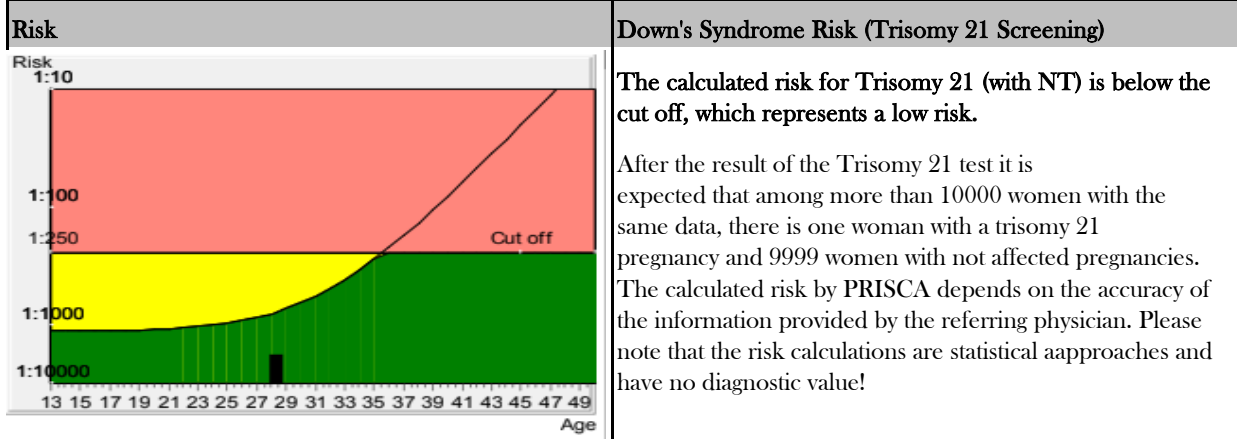 Risk
Down's Syndrome Risk (Trisomy 21 Screening)
Risk
1:10
1:100
1:250
Cut off
1:1000
1:10000
13 15 17 19 21 23 25 27 29 31 33 35 37 39 41 43 45 47 49
Age
The calculated risk for Trisomy 21 (with NT) is below the
cut off, which represents a low risk.
After the result of the Trisomy 21 test it is
expected that among more than 10000 women with the
same data, there is one woman with a trisomy 21
pregnancy and 9999 women with not affected pregnancies.
The calculated risk by PRISCA depends on the accuracy of
the information provided by the referring physician. Please
note that the risk calculations are statistical aapproaches and
have no diagnostic value!